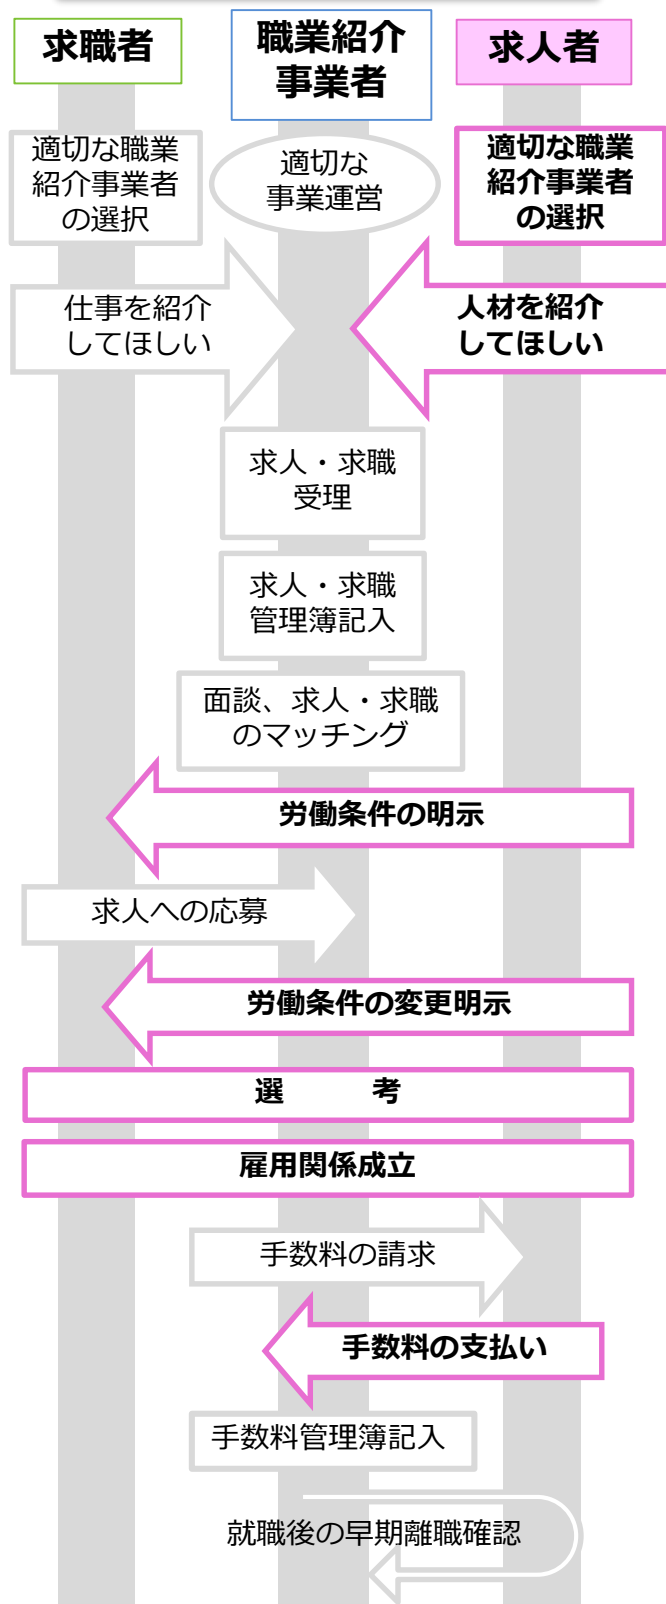 求職者
職業紹介
事業者
求人者
適切な職業
紹介事業者
の選択
適切な
事業運営
適切な職業
紹介事業者
の選択
仕事を紹介
してほしい
人材を紹介
してほしい
求人・求職
受理
求人・求職
管理簿記入
面談、求人・求職
のマッチング
労働条件の明示
求人への応募
労働条件の変更明示
選　考
雇用関係成立
手数料の請求
手数料の支払い
手数料管理簿記入
就職後の早期離職確認